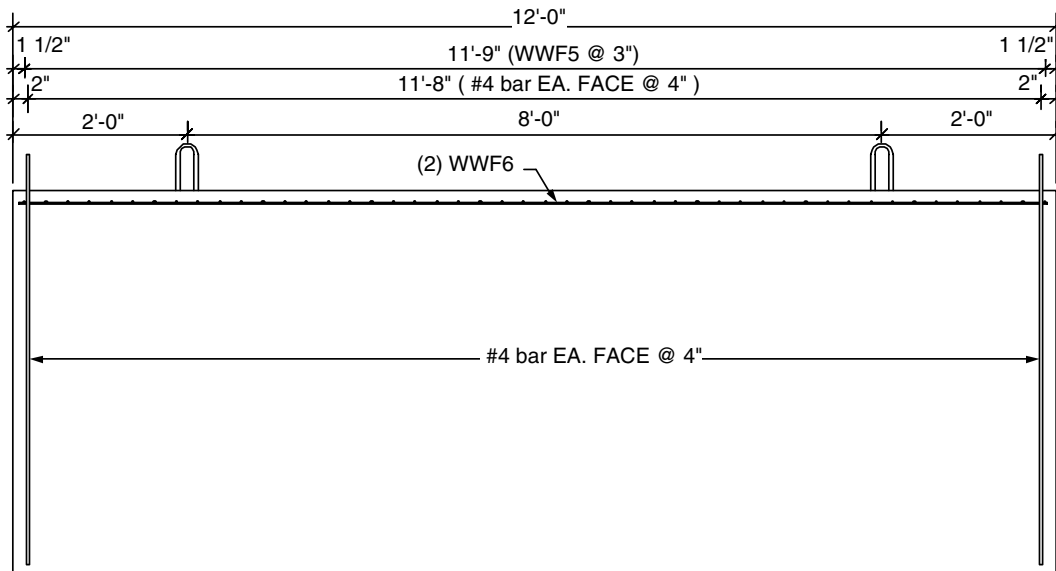 12'-0"
1 1/2" 11'-9" (WWF5 @ 3") 1 1/2"
2" 11'-8" ( #4 bar EA. FACE @ 4" ) 2"
2'-0" 8'-0" 2'-0"
(2) WWF6
#4 bar EA. FACE @ 4"